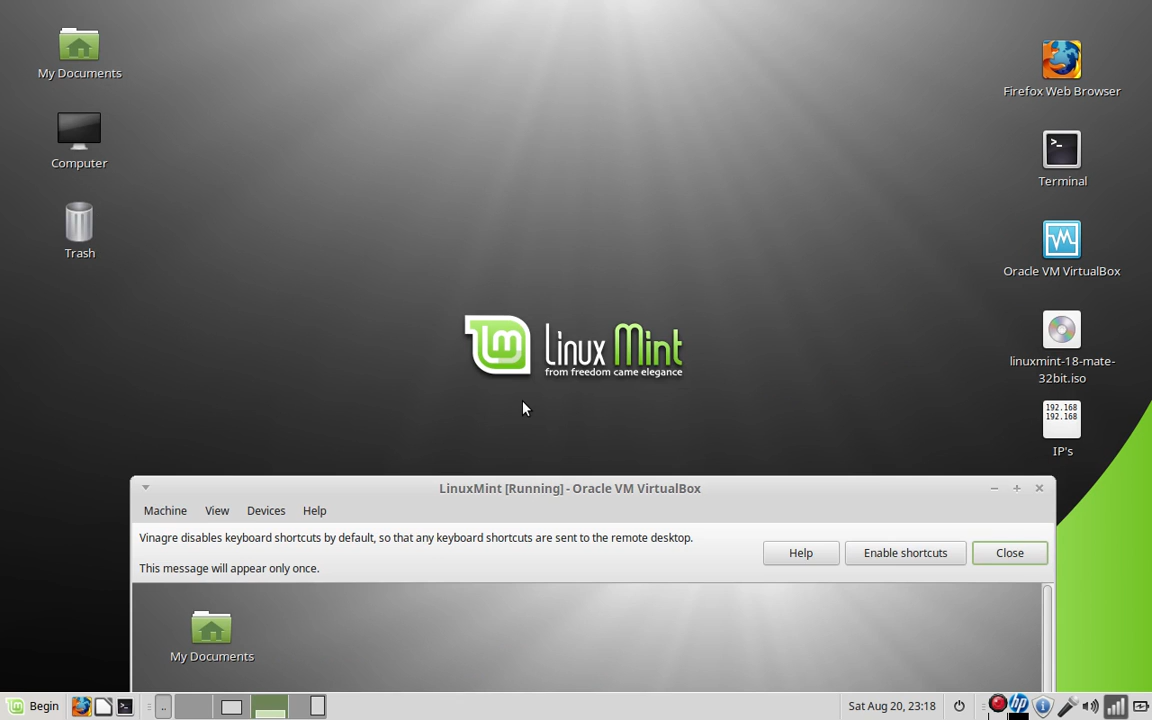 My Documents
Computer
Trash
Firefox Web Browser
>_
Terminal
Oracle VM VirtualBox
linuxmint-18-mate-
32bit.iso
192.168
192.168
IP's
Linux Mint
from freedom came elegance
LinuxMint [Running] - Oracle VM VirtualBox
Machine View Devices Help
Vinagre disables keyboard shortcuts by default, so that any keyboard shortcuts are sent to the remote desktop.
This message will appear only once.
Help Enable shortcuts Close
My Documents
Begin
..
Sat Aug 20, 23:18
hp